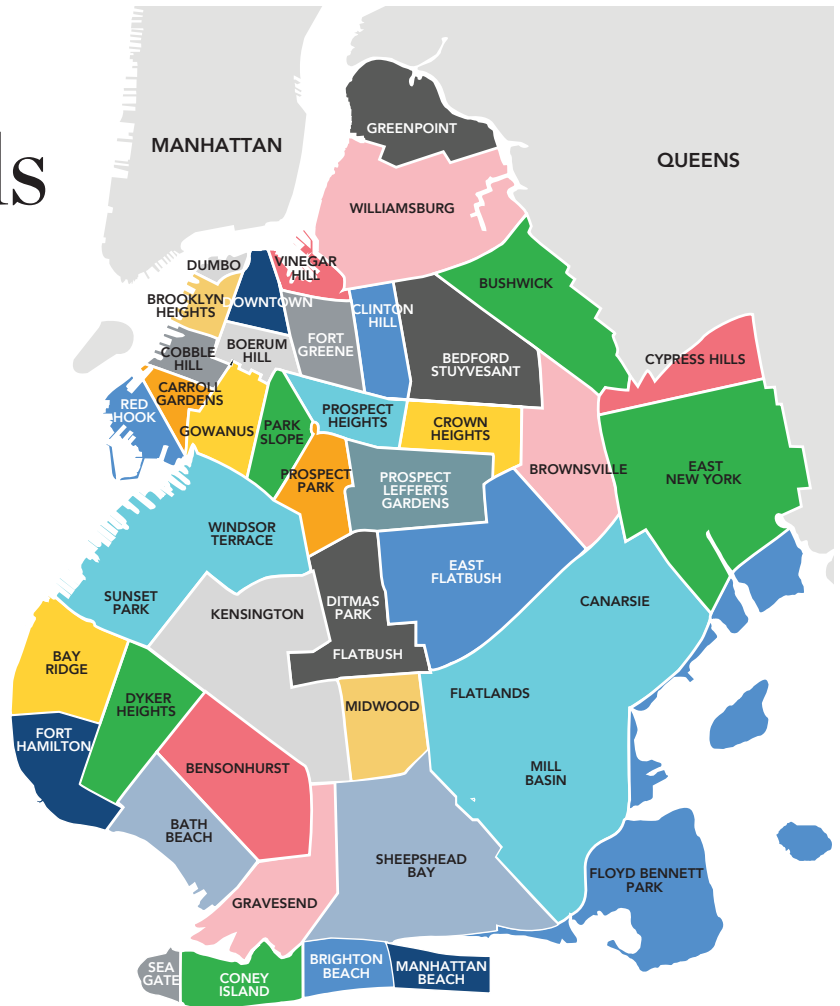 ls
MANHATTAN
QUEENS
GREENPOINT
WILLIAMSBURG
DUMBO
VINEGAR
HILL
BUSHWICK
BROOKLYN
HEIGHTS
DOWNTOWN
CLINTON
HILL
FORT
GREENE
BOERUM
HILL
COBBLE
HILL
BEDFORD
STUYVESANT
CYPRESS HILLS
CARROLL
GARDENS
RED
HOOK
GOWANUS
PARK
SLOPE
PROSPECT
HEIGHTS
CROWN
HEIGHTS
BROWNSVILLE
EAST
NEW YORK
PROSPECT
PARK
PROSPECT
LEFFERTS
GARDENS
WINDSOR
TERRACE
EAST
FLATBUSH
SUNSET
PARK
KENSINGTON
DITMAS
PARK
CANARSIE
FLATBUSH
BAY
RIDGE
DYKER
HEIGHTS
MIDWOOD
FLATLANDS
FORT
HAMILTON
BENSONHURST
MILL
BASIN
BATH
BEACH
SHEEPSHEAD
BAY
FLOYD BENNETT
PARK
GRAVESEND
SEA
GATE
CONEY
ISLAND
BRIGHTON
BEACH
MANHATTAN
BEACH